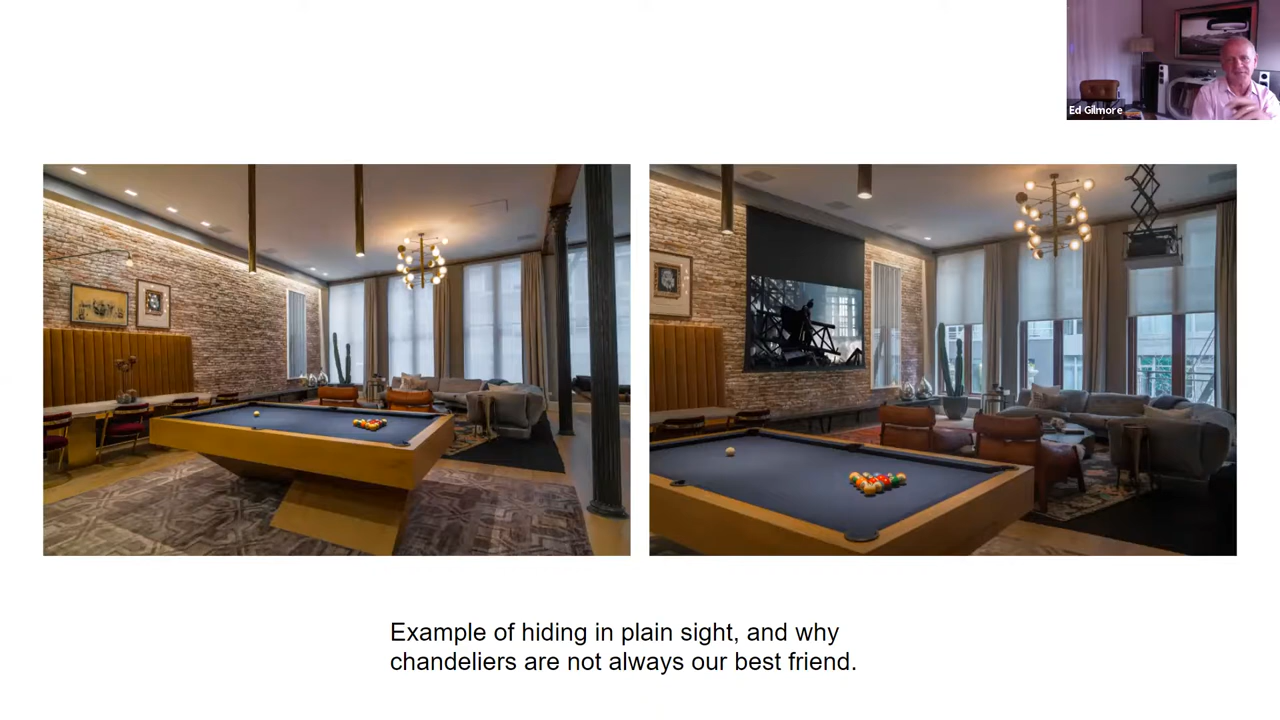 Ed Gilmore
Example of hiding in plain sight, and why
chandeliers are not always our best friend.